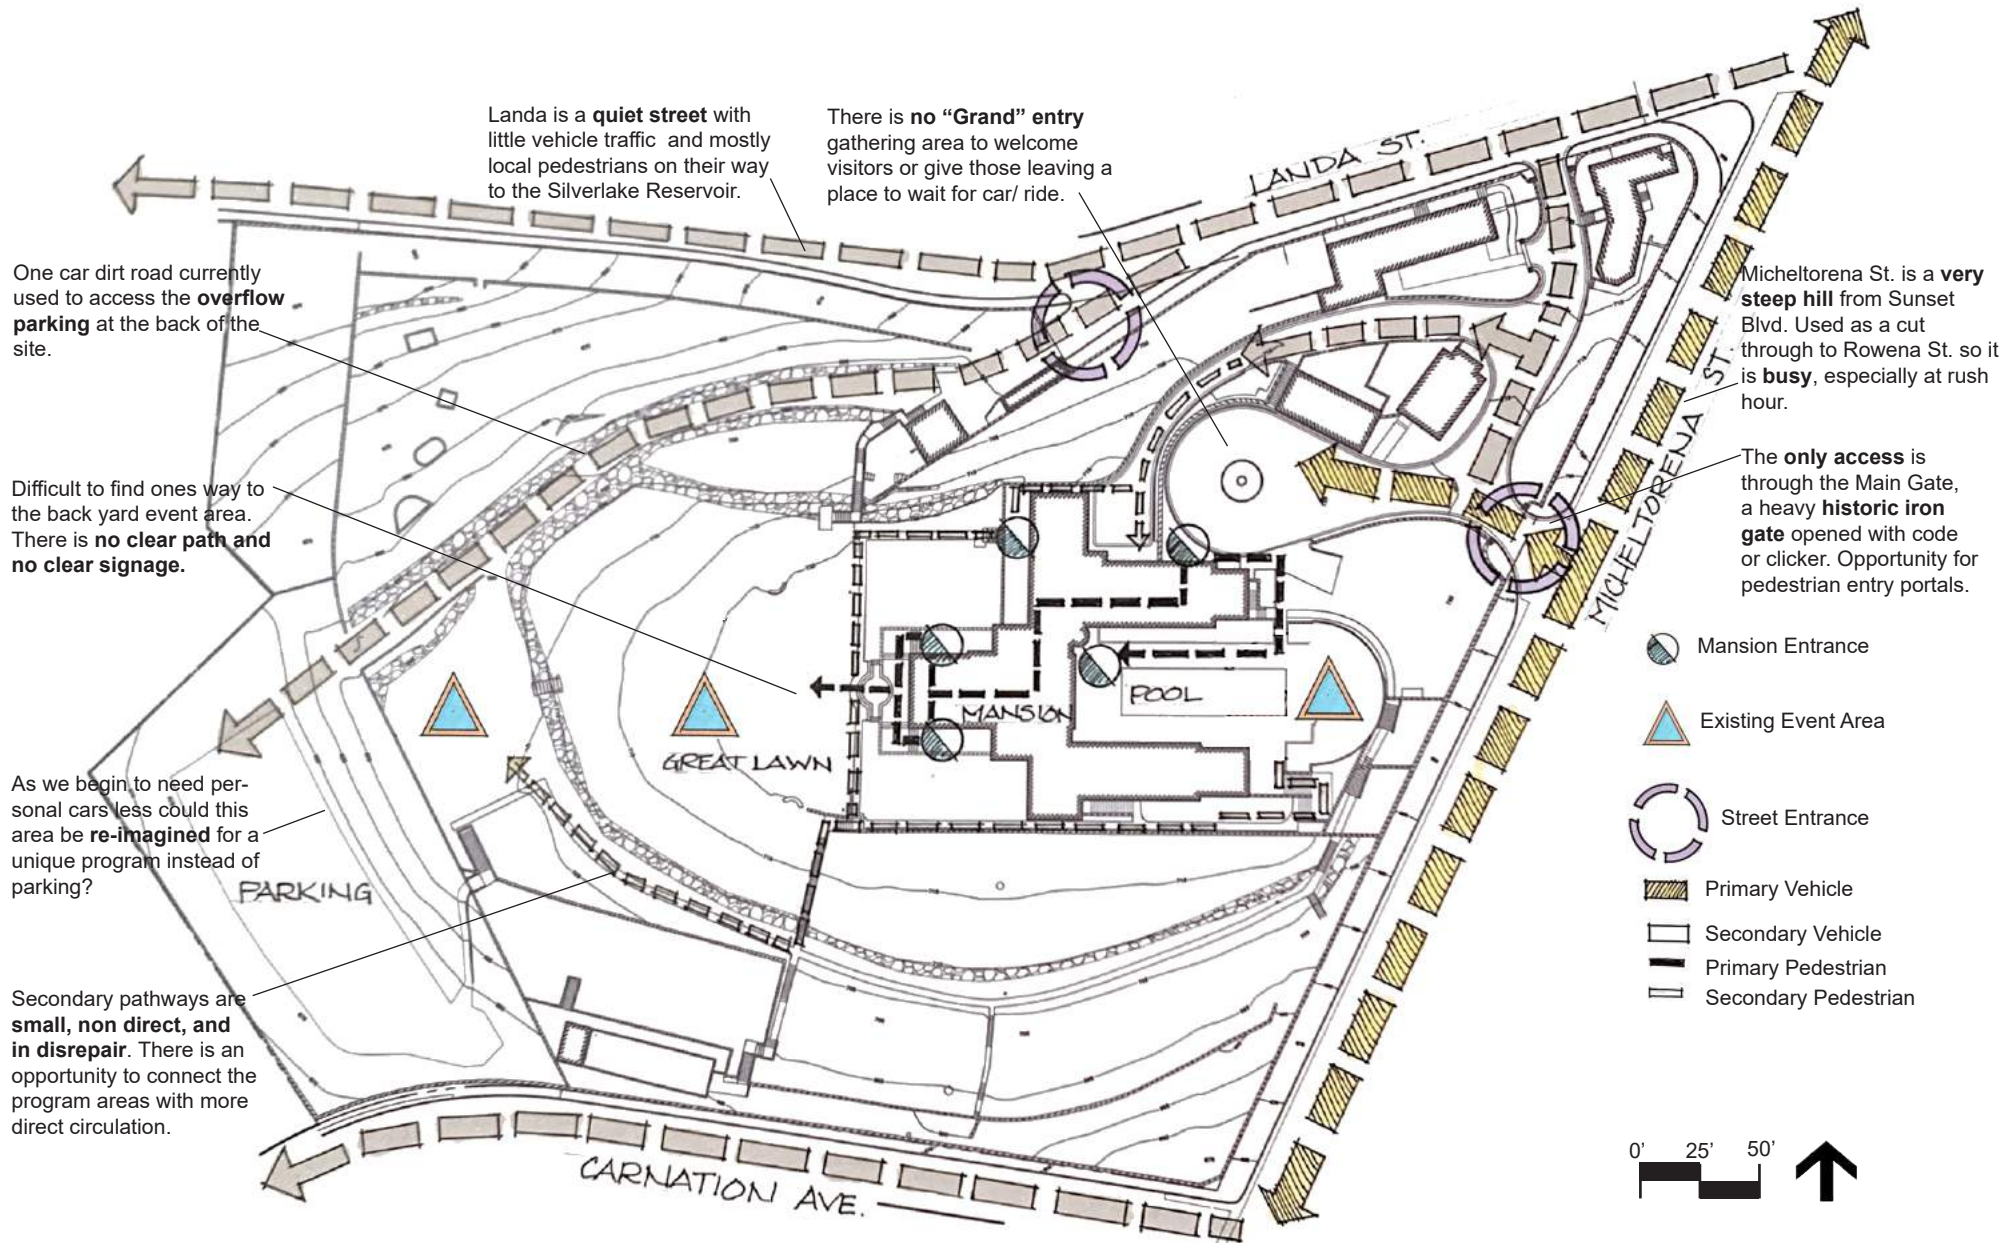 Landa is a quiet street with
little vehicle traffic and mostly
local pedestrians on their way
to the Silverlake Reservoir.
There is no “Grand” entry
gathering area to welcome
visitors or give those leaving a
place to wait for car/ ride.
LANDA ST.
One car dirt road currently
used to access the overflow
parking at the back of the
site.
Micheltorena St. is a very
steep hill from Sunset
Blvd. Used as a cut
through to Rowena St. so it
is busy, especially at rush
hour.
MICHELTORENA ST.
The only access is
through the Main Gate,
a heavy historic iron
gate opened with code
or clicker. Opportunity for
pedestrian entry portals.
Difficult to find ones way to
the back yard event area.
There is no clear path and
no clear signage.
Mansion Entrance
POOL
MANSION
Existing Event Area
GREAT LAWN
As we begin to need per-
sonal cars less could this
area be re-imagined for a
unique program instead of
parking?
Street Entrance
PARKING
Primary Vehicle
Secondary Vehicle
Primary Pedestrian
Secondary Pedestrian
Secondary pathways are
small, non direct, and
in disrepair. There is an
opportunity to connect the
program areas with more
direct circulation.
0’ 25’ 50’
CARNATION AVE.